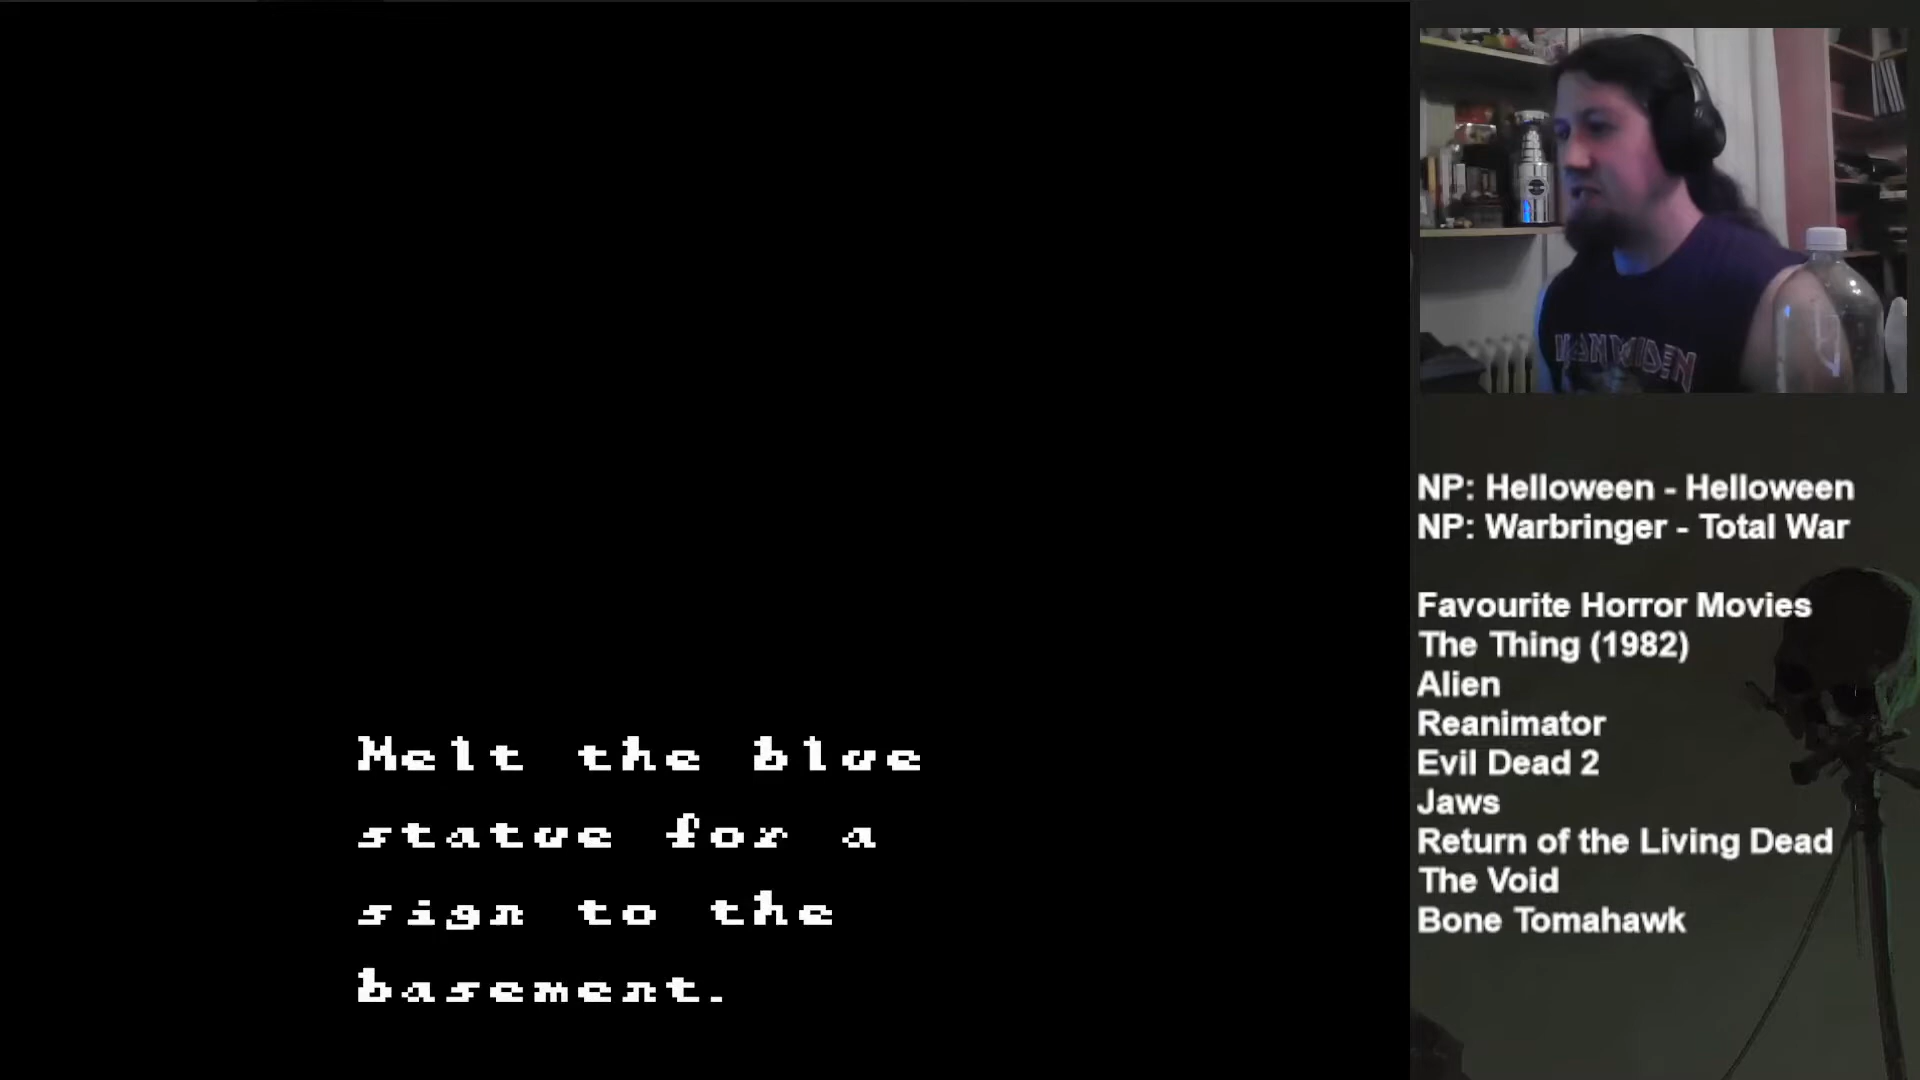 Melt the blue
statue for a
sign to the
basement.
IRON MAIDEN
NP: Helloween - Helloween
NP: Warbringer - Total War
Favourite Horror Movies
The Thing (1982)
Alien
Reanimator
Evil Dead 2
Jaws
Return of the Living Dead
The Void
Bone Tomahawk